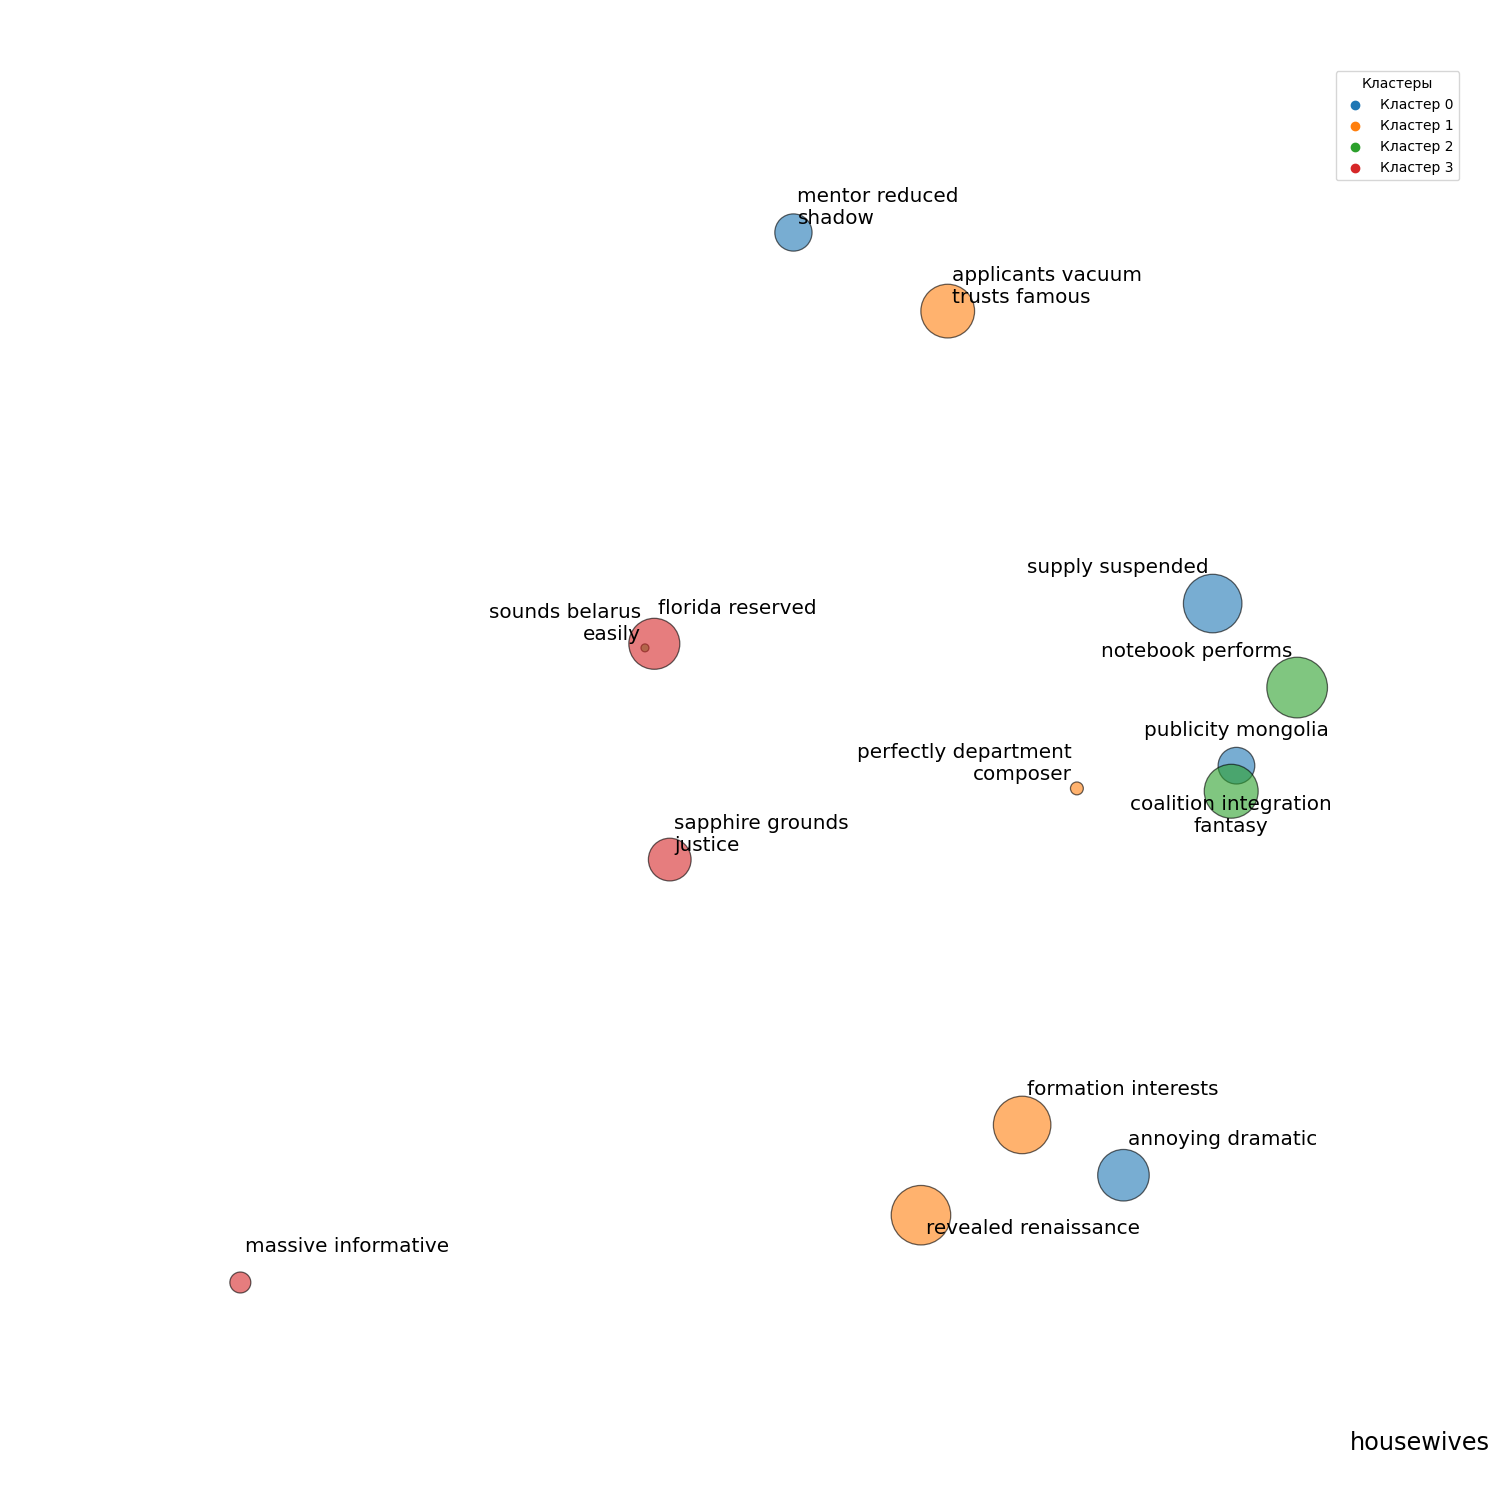 Кластеры
Кластер 0
Кластер 1
Кластер 2
Кластер 3
mentor reduced
shadow
applicants vacuum
trusts famous
supply suspended
sounds belarus
easily
florida reserved
notebook performs
publicity mongolia
perfectly department
composer
coalition integration
fantasy
sapphire grounds
justice
formation interests
annoying dramatic
revealed renaissance
massive informative
housewives